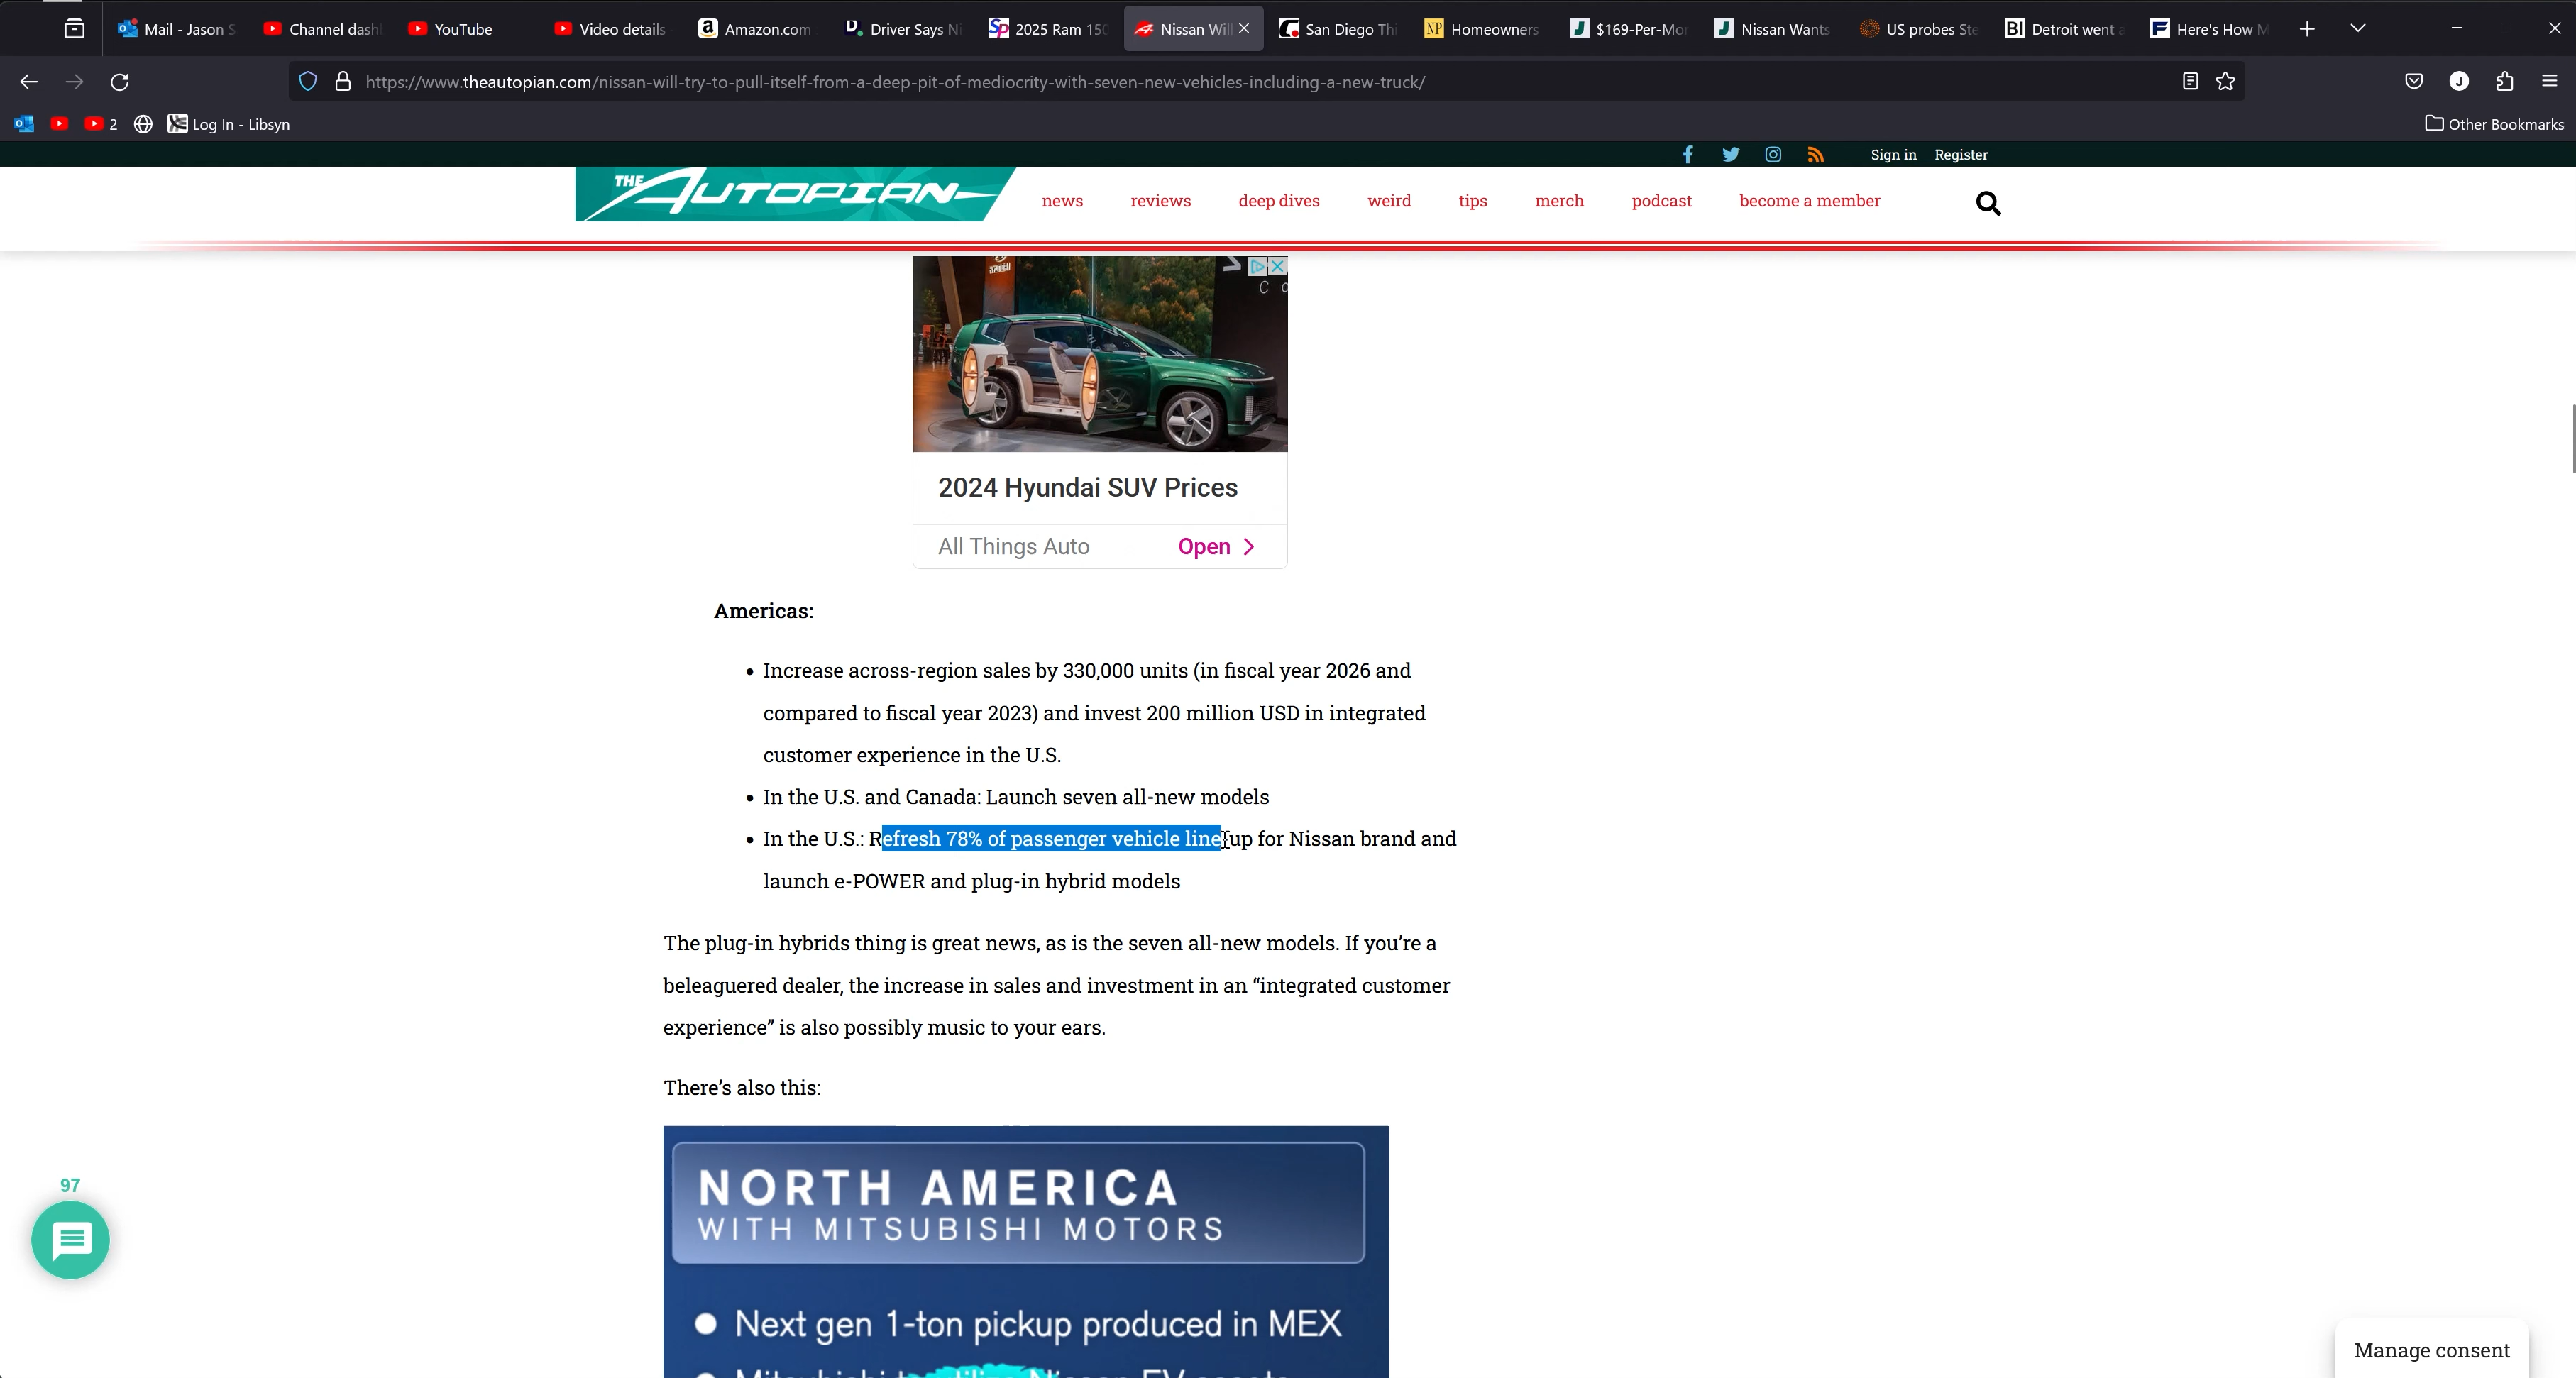 Mail - Jason S
Channel dash
YouTube
Video details
Amazon.com
Driver Says Ni
2025 Ram 150
Nissan Will
San Diego Thi
Homeowners
$169-Per-Mor
Nissan Wants
US probes Ste
Detroit went a
Here's How M
https://www.theautopian.com/nissan-will-try-to-pull-itself-from-a-deep-pit-of-mediocrity-with-seven-new-vehicles-including-a-new-truck/
2
Log In - Libsyn
Other Bookmarks
Sign in Register
THE AUTOPIAN
news reviews deep dives weird tips merch podcast become a member
2024 Hyundai SUV Prices
All Things Auto Open
Americas:
• Increase across-region sales by 330,000 units (in fiscal year 2026 and
compared to fiscal year 2023) and invest 200 million USD in integrated
customer experience in the U.S.
• In the U.S. and Canada: Launch seven all-new models
• In the U.S.: Refresh 78% of passenger vehicle lineup for Nissan brand and
launch e-POWER and plug-in hybrid models
The plug-in hybrids thing is great news, as is the seven all-new models. If you’re a
beleaguered dealer, the increase in sales and investment in an “integrated customer
experience” is also possibly music to your ears.
There’s also this:
NORTH AMERICA
WITH MITSUBISHI MOTORS
• Next gen 1-ton pickup produced in MEX
97
Manage consent